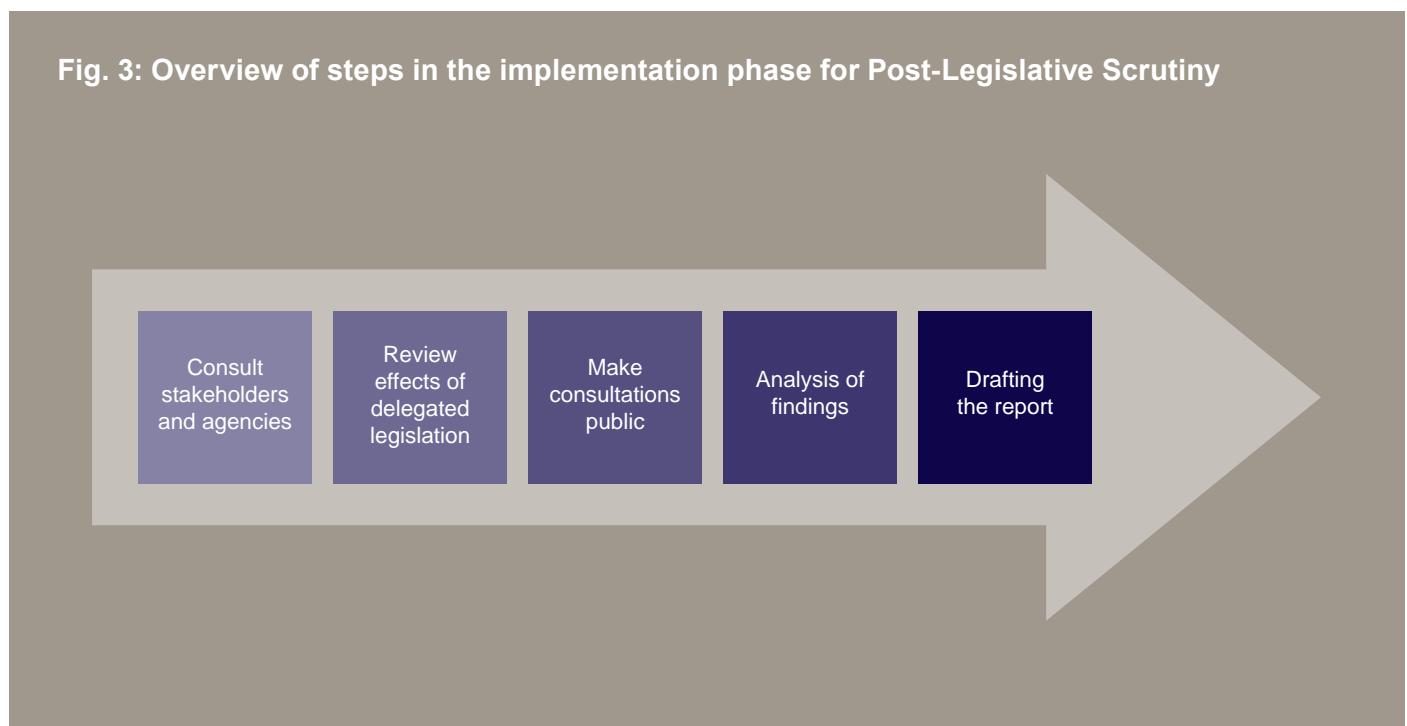 Fig. 3: Overview of steps in the implementation phase for Post-Legislative Scrutiny
Consult
stakeholders
and agencies
Review
effects of
delegated
legislation
Make
consultations
public
Analysis of
findings
Drafting
the report